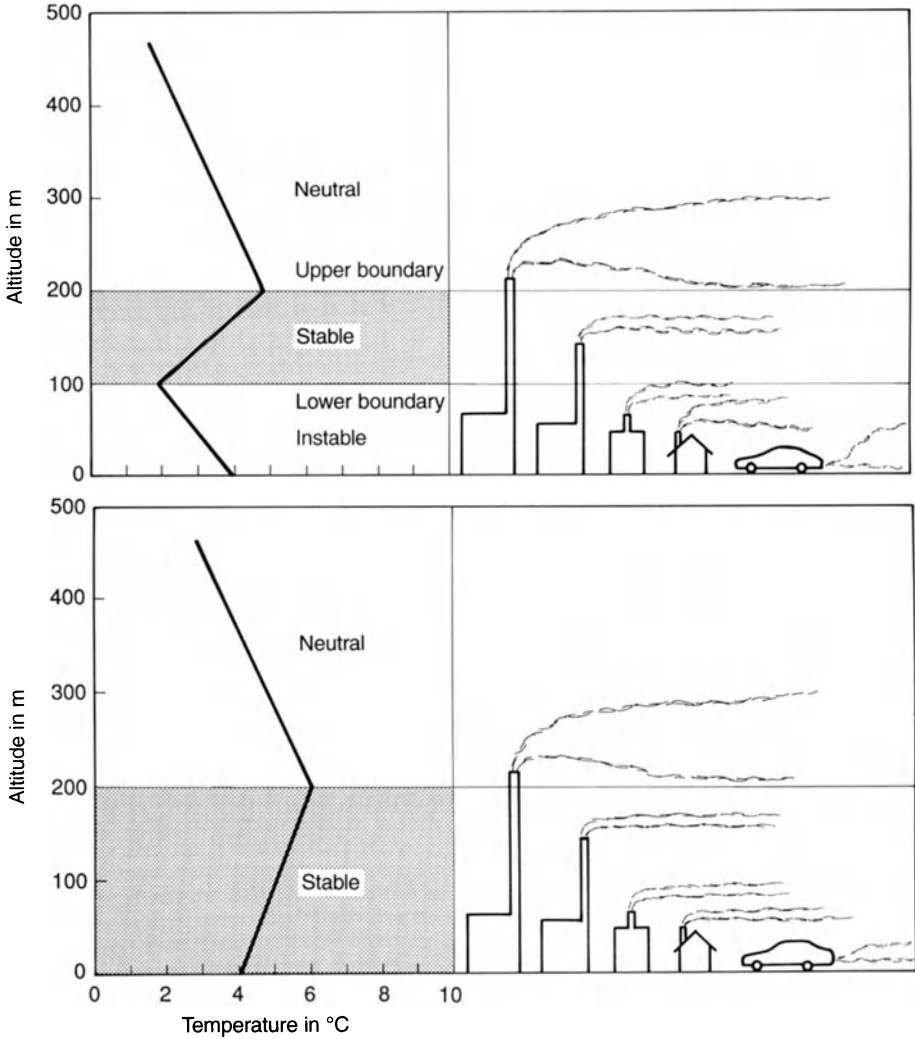 500
400
300
200
100
0
Altitude in m
Neutral
Upper boundary
Stable
Lower boundary
Instable
500
400
300
200
100
0
Altitude in m
Neutral
Stable
0 2 4 6 8 10
Temperature in °C